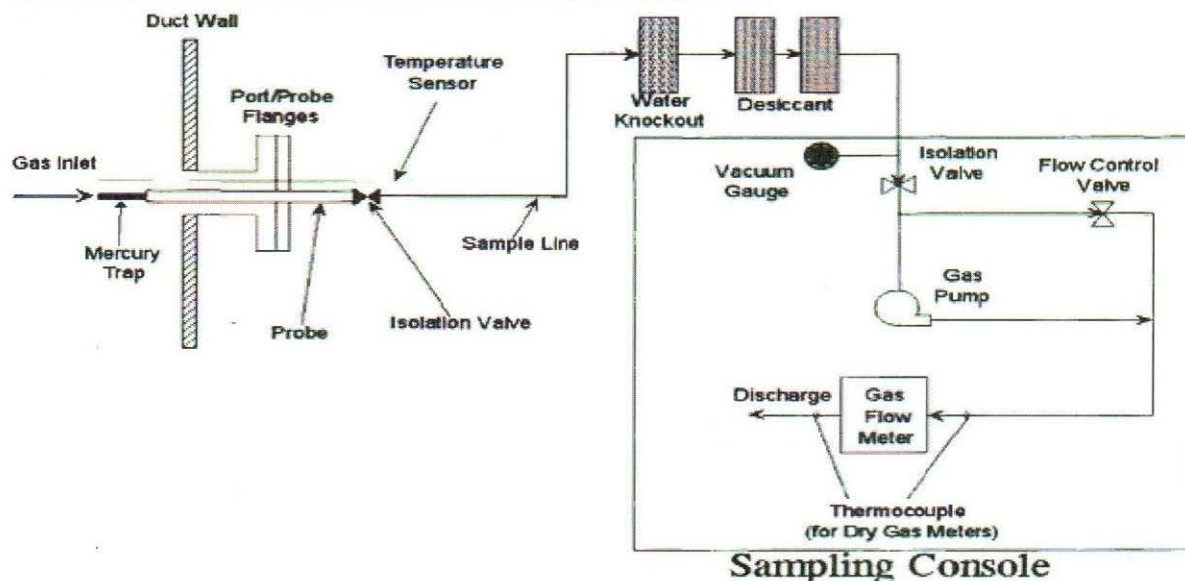 Duct Wall
Temperature
Sensor
Port/Probe
Flanges
Gas Inlet
Mercury
Trap
Probe
Isolation Valve
Sample Line
Water
Knockout
Desiccant
Vacuum
Gauge
Isolation
Valve
Flow Control
Valve
Gas
Pump
Discharge
Gas
Flow
Meter
Thermocouple
(for Dry Gas Meters)
Sampling Console